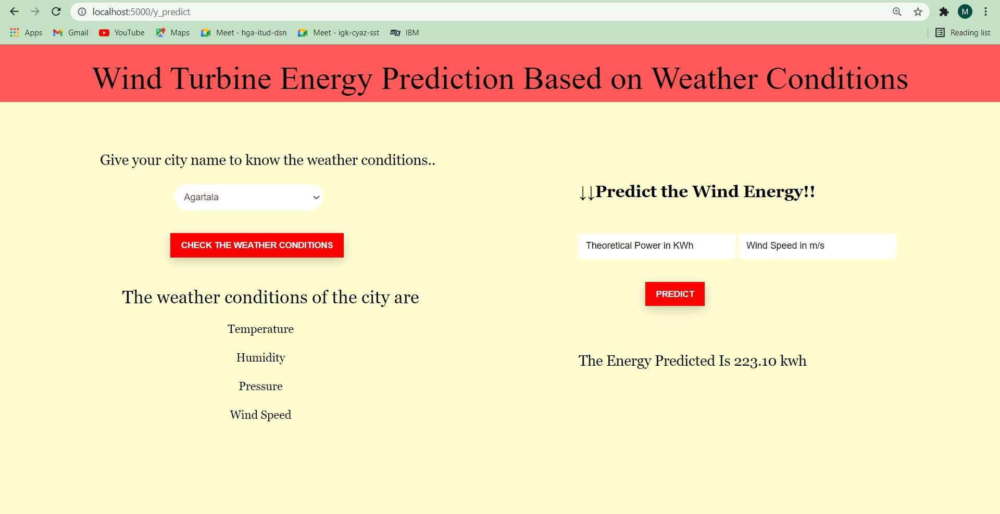 localhost:5000/y_predict
M
Apps Gmail YouTube Maps Meet - hga-itud-dsn Meet - igk-cyaz-sst edX IBM Reading list
Wind Turbine Energy Prediction Based on Weather Conditions
Give your city name to know the weather conditions..
Agartala
CHECK THE WEATHER CONDITIONS
The weather conditions of the city are
Temperature
Humidity
Pressure
Wind Speed
↓↓Predict the Wind Energy!!
Theoretical Power in KWh Wind Speed in m/s
PREDICT
The Energy Predicted Is 223.10 kwh